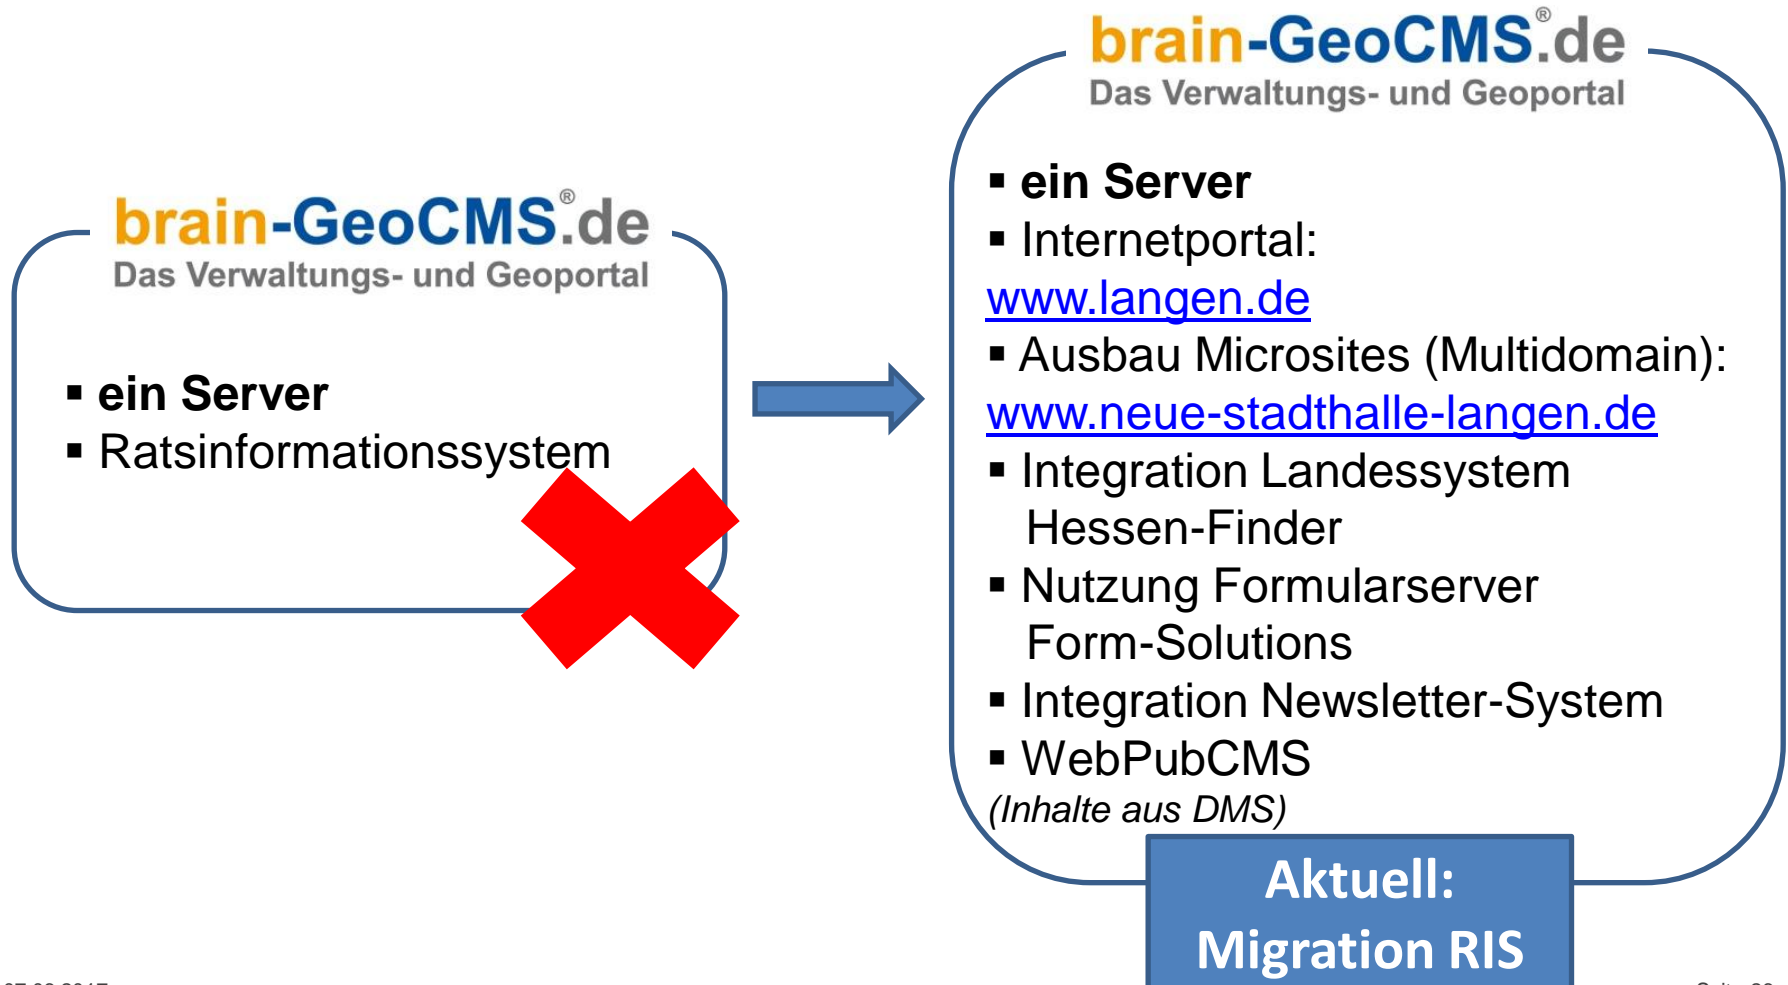 brain-GeoCMS®.de
Das Verwaltungs- und Geoportal
▪ ein Server
▪ Ratsinformationssystem
brain-GeoCMS®.de
Das Verwaltungs- und Geoportal
▪ ein Server
▪ Internetportal:
www.langen.de
▪ Ausbau Microsites (Multidomain):
www.neue-stadthalle-langen.de
▪ Integration Landessystem
Hessen-Finder
▪ Nutzung Formularserver
Form-Solutions
▪ Integration Newsletter-System
▪ WebPubCMS
(Inhalte aus DMS)
Aktuell:
Migration RIS